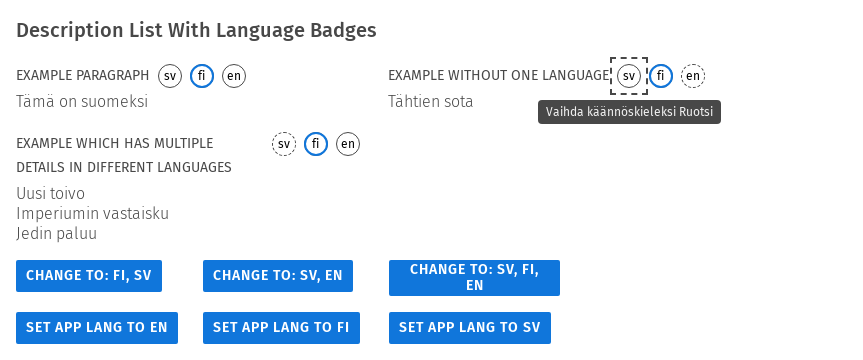 Description List With Language Badges
EXAMPLE PARAGRAPH sv fi en
Tämä on suomeksi
EXAMPLE WITHOUT ONE LANGUAGE sv fi en
Tähtien sota
Vaihda käännöskieleksi Ruotsi
EXAMPLE WHICH HAS MULTIPLE sv fi en
DETAILS IN DIFFERENT LANGUAGES
Uusi toivo
Imperiumin vastaisku
Jedin paluu
CHANGE TO: FI, SV
CHANGE TO: SV, EN
CHANGE TO: SV, FI,
EN
SET APP LANG TO EN
SET APP LANG TO FI
SET APP LANG TO SV